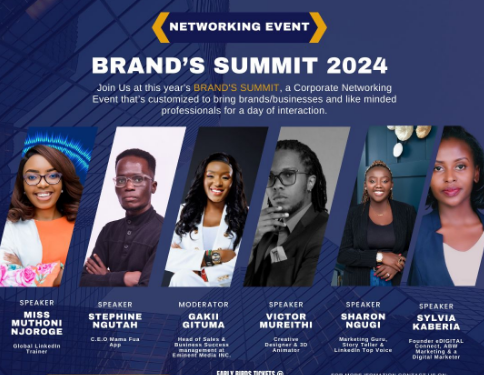 NETWORKING EVENT
BRAND'S SUMMIT 2024
Join Us at this year's BRAND'S SUMMIT, a Corporate Networking
Event that's customized to bring brands/businesses and like minded
professionals for a day of interaction.
SPEAKER
MISS
MUTHONI
NJOROGE
Global LinkedIn
Trainer
SPEAKER
STEPHINE
NGUTAH
C.E.O Mama Fua
App
MODERATOR
GAKII
GITUMA
Head of Sales &
Business Success
management at
Eminent Media INC.
SPEAKER
VICTOR
MUREITHI
Creative
Designer & 3D
Animator
SPEAKER
SHARON
NGUGI
Marketing Guru,
Story Teller &
LinkedIn Top Voice
SPEAKER
SYLVIA
KABERIA
Founder eDIGITAL
Connect, ABW
Marketing & a
Digital Marketer
EARLY BIRDS TICKETS @